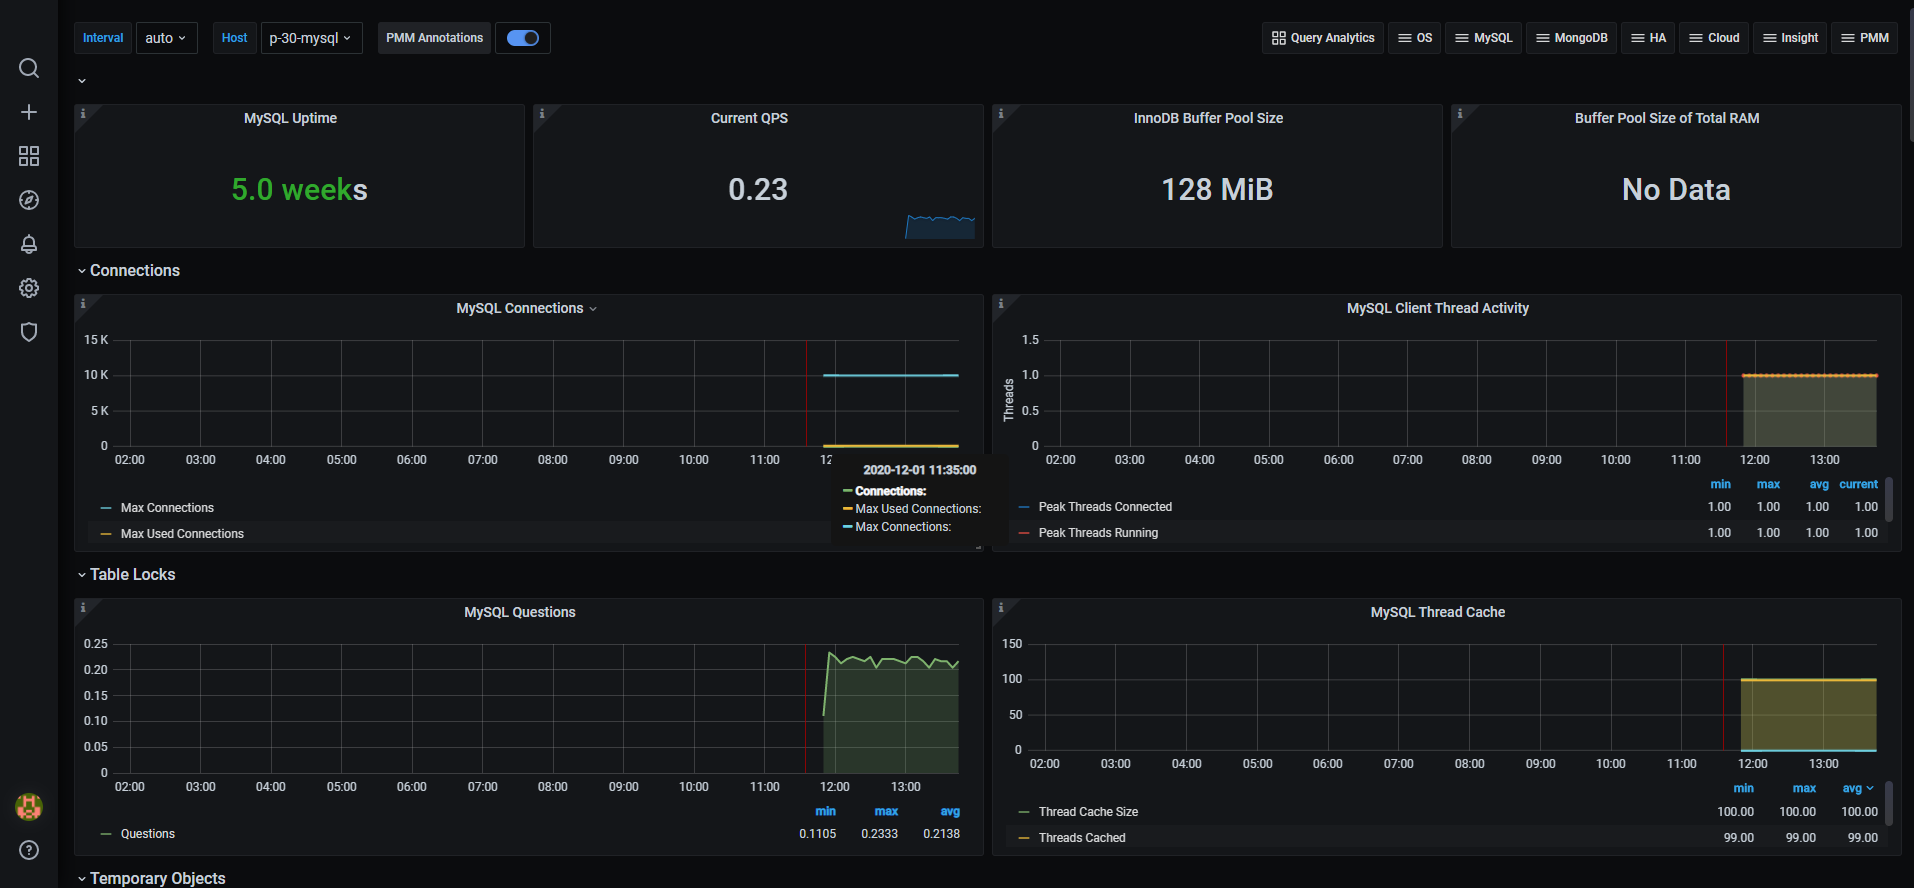 Interval auto Host p-30-mysql PMM Annotations Query Analytics OS MySQL MongoDB HA Cloud Insight PMM
MySQL Uptime
5.0 weeks
Current QPS
0.23
InnoDB Buffer Pool Size
128 MiB
Buffer Pool Size of Total RAM
No Data
Connections
MySQL Connections
15 K
10 K
5 K
0
02:00 03:00 04:00 05:00 06:00 07:00 08:00 09:00 10:00 11:00 12
Max Connections
Max Used Connections
2020-12-01 11:35:00
Connections:
Max Used Connections:
Max Connections:
MySQL Client Thread Activity
Threads
1.5
1.0
0.5
0
02:00 03:00 04:00 05:00 06:00 07:00 08:00 09:00 10:00 11:00 12:00 13:00
min max avg current
Peak Threads Connected 1.00 1.00 1.00 1.00
Peak Threads Running 1.00 1.00 1.00 1.00
Table Locks
MySQL Questions
0.25
0.20
0.15
0.10
0.05
0
02:00 03:00 04:00 05:00 06:00 07:00 08:00 09:00 10:00 11:00 12:00 13:00
min max avg
Questions 0.1105 0.2333 0.2138
MySQL Thread Cache
150
100
50
0
02:00 03:00 04:00 05:00 06:00 07:00 08:00 09:00 10:00 11:00 12:00 13:00
min max avg
Thread Cache Size 100.00 100.00 100.00
Threads Cached 99.00 99.00 99.00
Temporary Objects